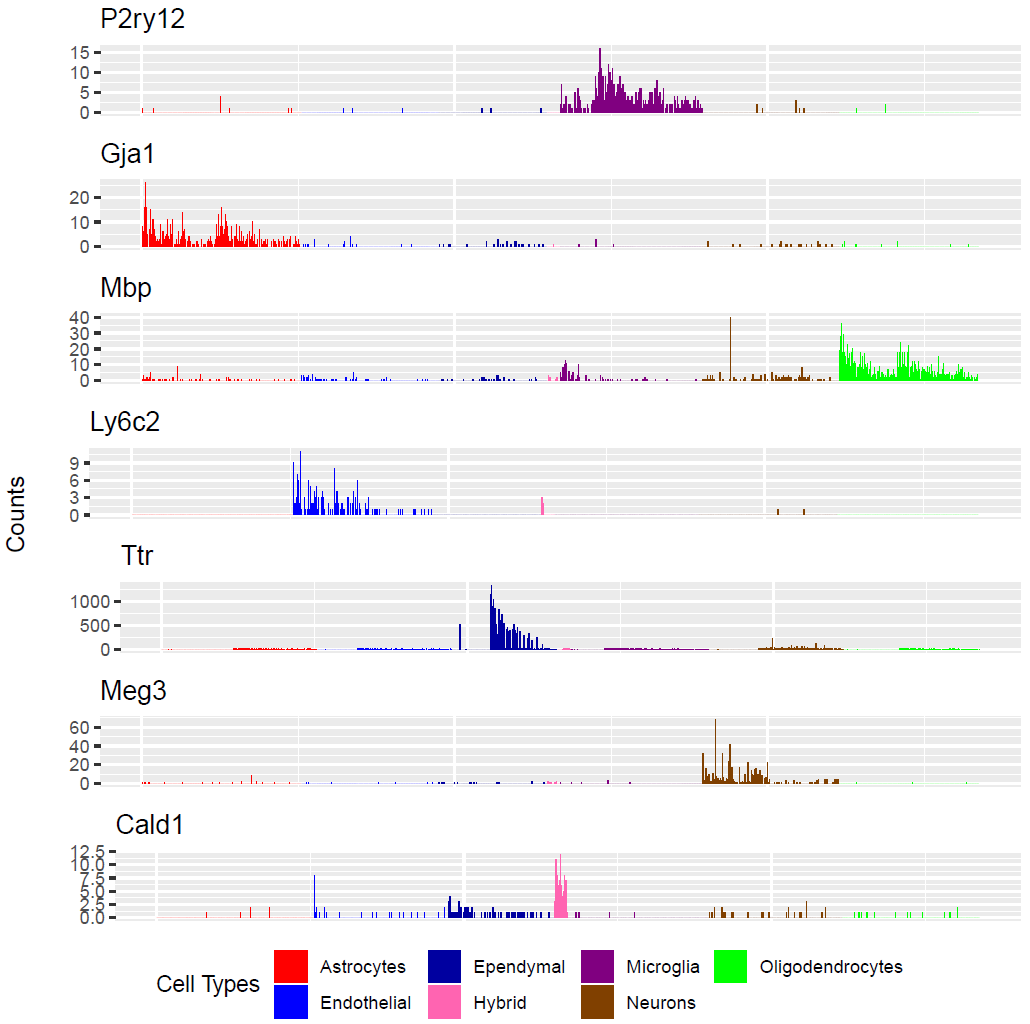 P2ry12
15
10
5
0
Gja1
20
10
0
Mbp
40
30
20
10
0
Ly6c2
9
6
3
0
Counts
Ttr
1000
500
0
Meg3
60
40
20
0
Cald1
12.5
10.0
7.5
5.0
2.5
0.0
Cell Types
Astrocytes Ependymal Microglia Oligodendrocytes
Endothelial Hybrid Neurons